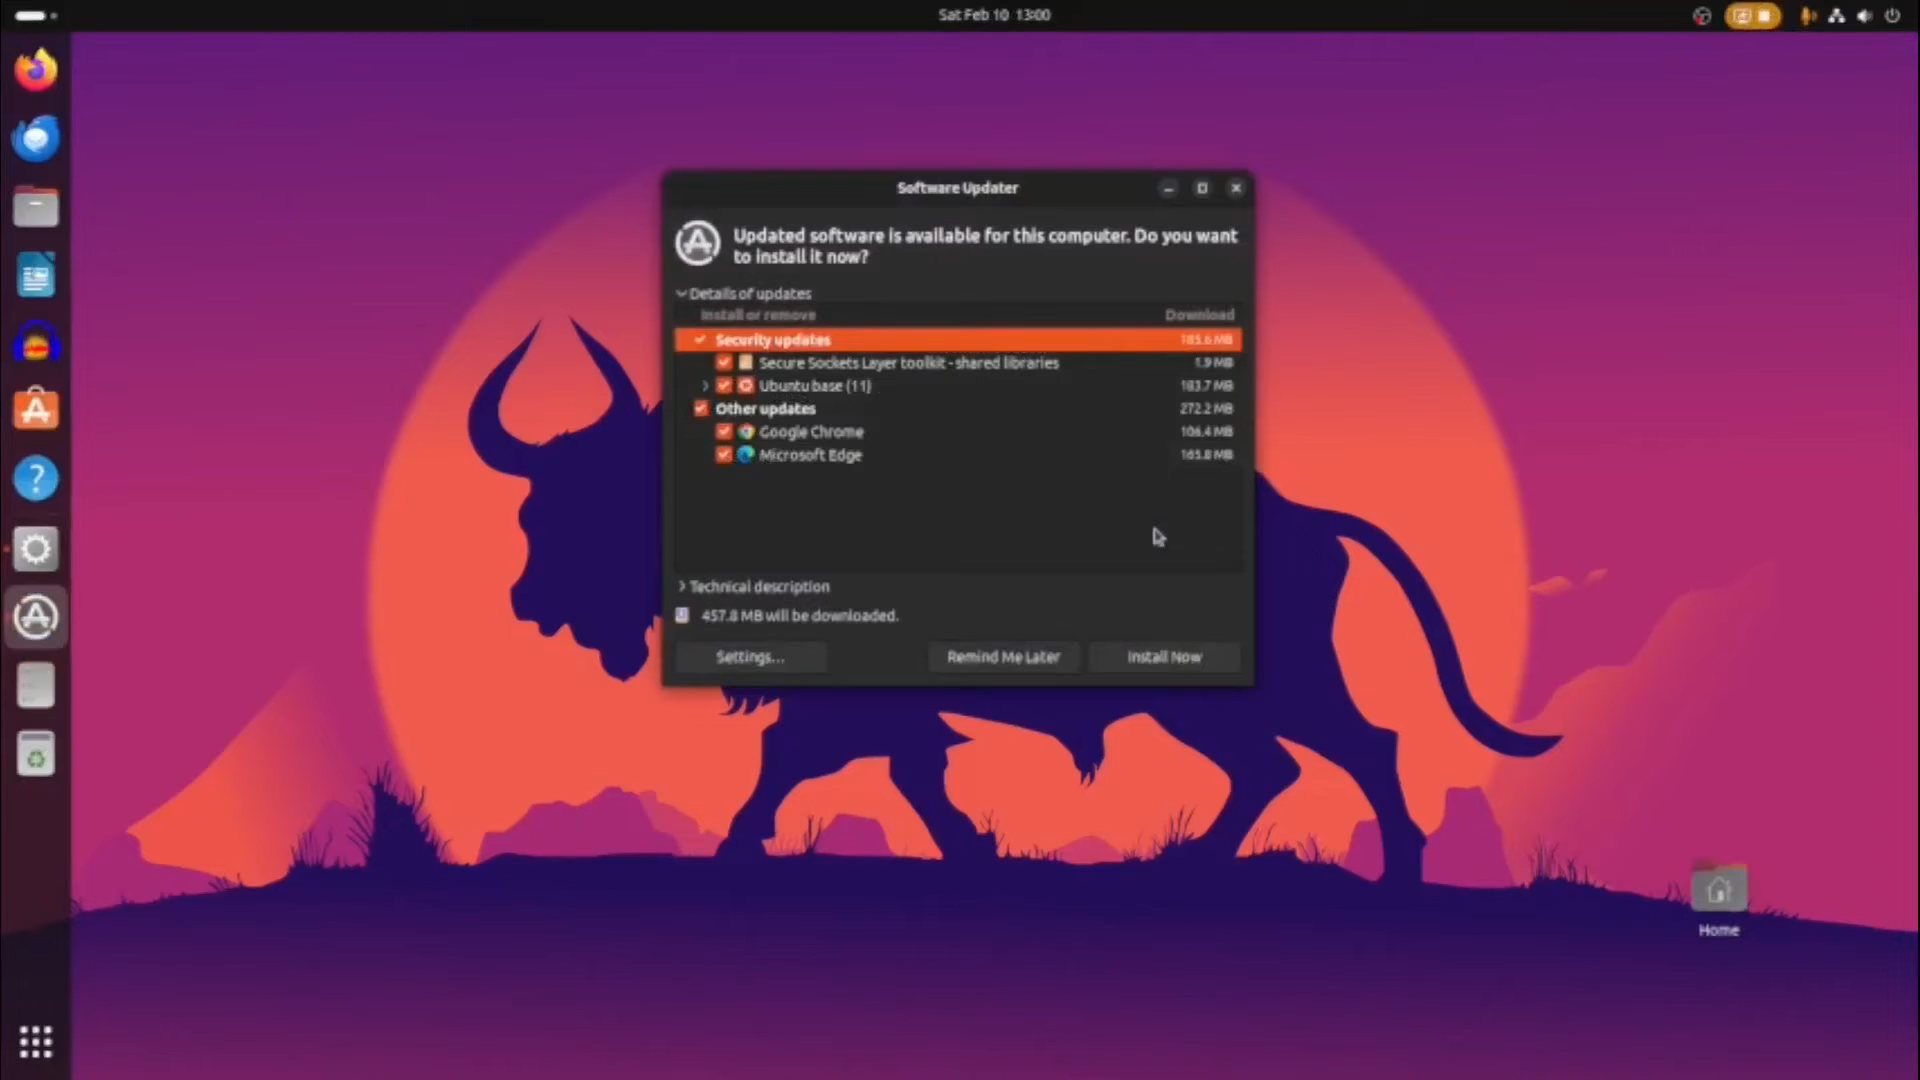 Sat Feb 10 13:00
Software Updater
Updated software is available for this computer. Do you want
to install it now?
Details of updates
Install or remove Download
Security updates 185.6 MB
Secure Sockets Layer toolkit - shared libraries 1.9 MB
Ubuntu base (11) 183.7 MB
Other updates 272.2 MB
Google Chrome 106.4 MB
Microsoft Edge 165.8 MB
Technical description
457.8 MB will be downloaded.
Settings... Remind Me Later Install Now
Home